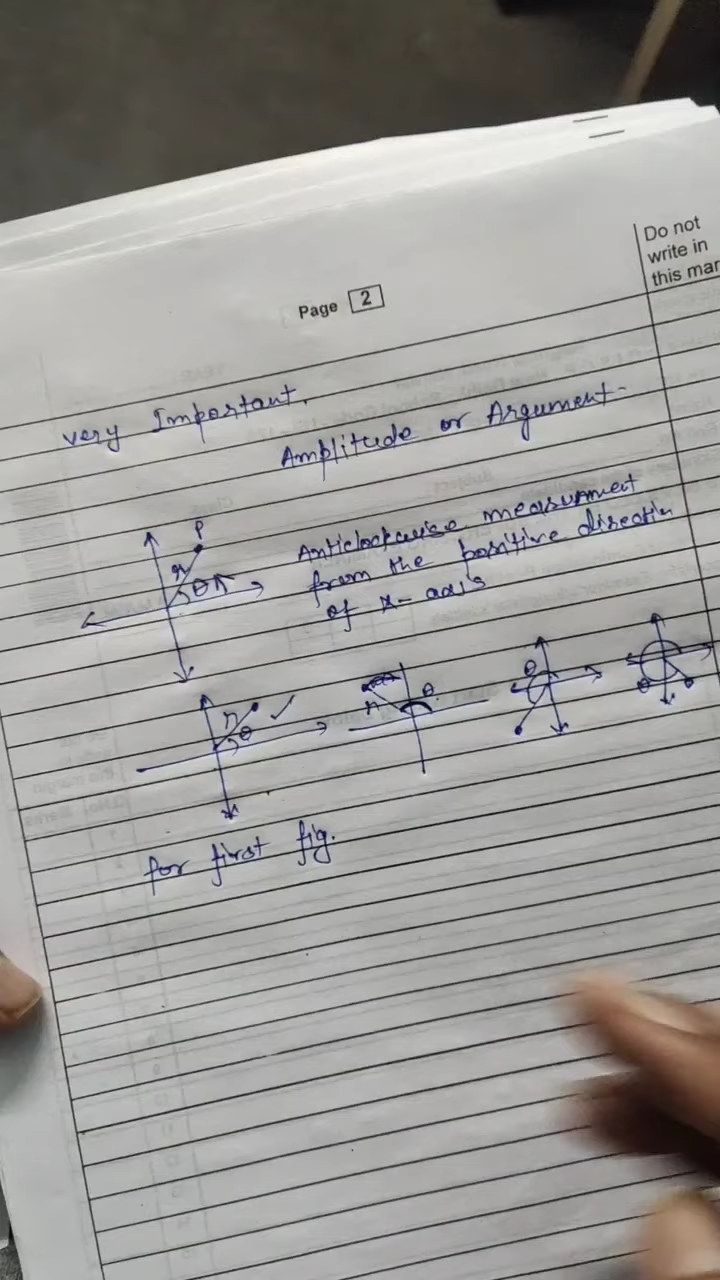 Do not
write in
this mar
Page 2
very Important.
Amplitude or Argument-
P
r
θ
Anticlockwise measurment
from the positive directin
of x-axis
r
θ
r
θ
θ
θ
for first fig.